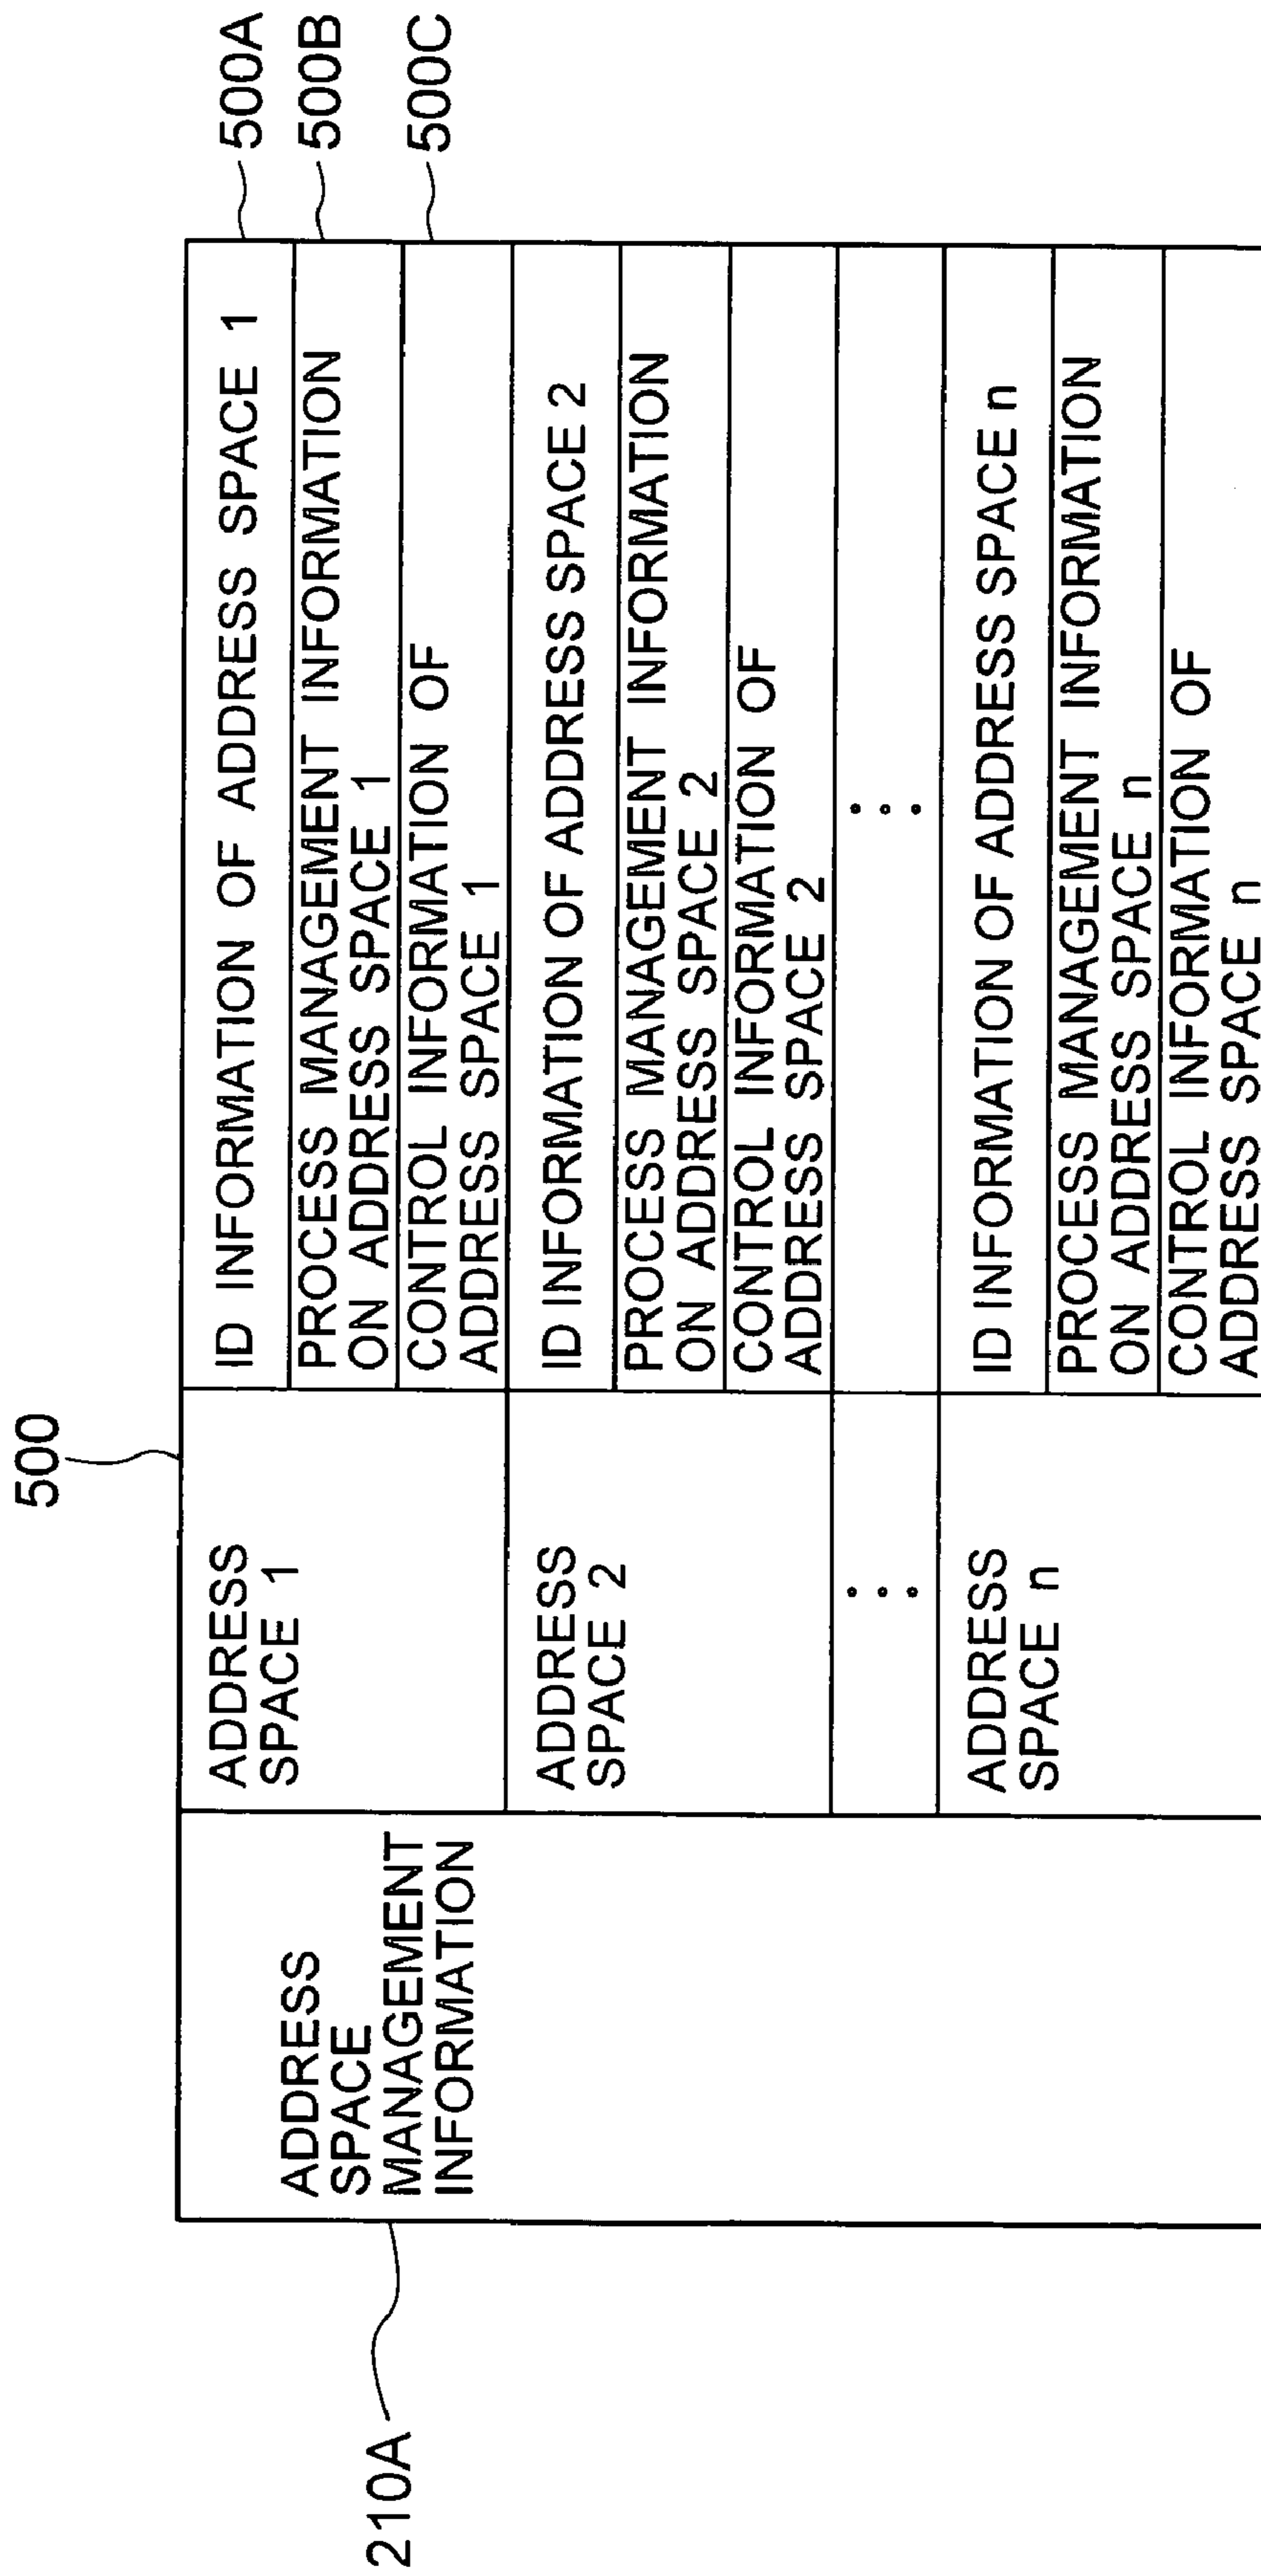 500
210A
ADDRESS
SPACE
MANAGEMENT
INFORMATION
ADDRESS
SPACE 1
ID INFORMATION OF ADDRESS SPACE 1
500A
PROCESS MANAGEMENT INFORMATION
ON ADDRESS SPACE 1
500B
CONTROL INFORMATION OF
ADDRESS SPACE 1
500C
ADDRESS
SPACE 2
ID INFORMATION OF ADDRESS SPACE 2
PROCESS MANAGEMENT INFORMATION
ON ADDRESS SPACE 2
CONTROL INFORMATION OF
ADDRESS SPACE 2
...
...
ADDRESS
SPACE n
ID INFORMATION OF ADDRESS SPACE n
PROCESS MANAGEMENT INFORMATION
ON ADDRESS SPACE n
CONTROL INFORMATION OF
ADDRESS SPACE n